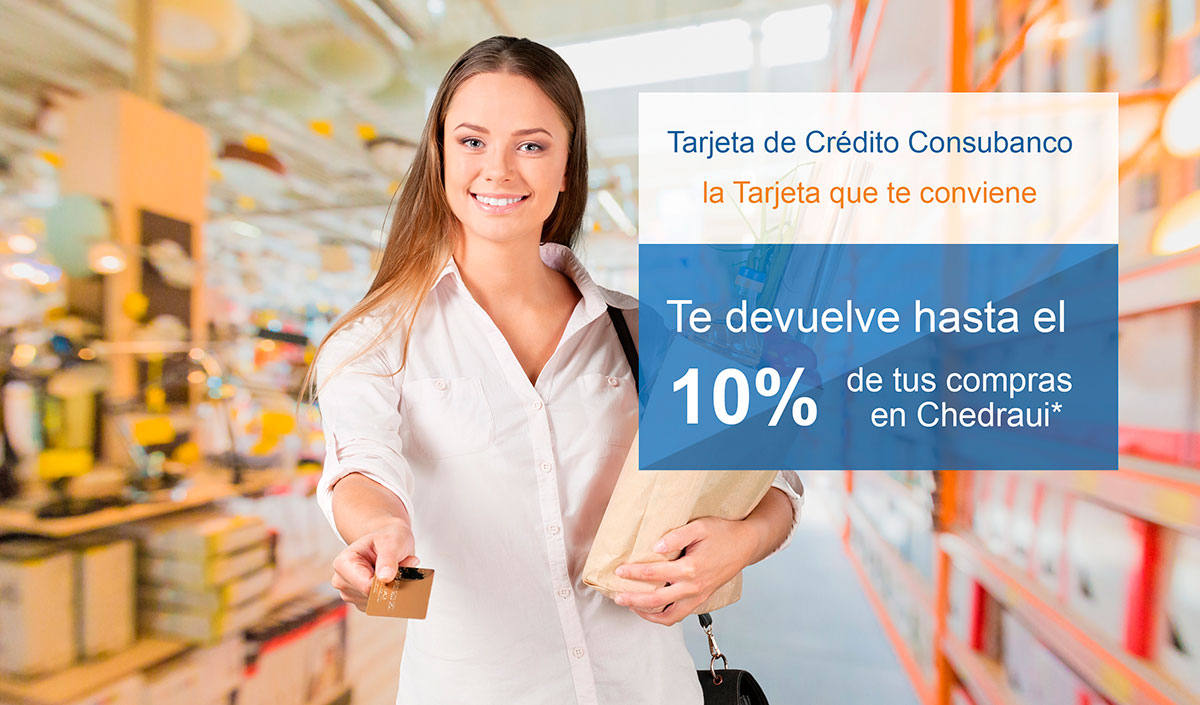 Tarjeta de Crédito Consubanco
la Tarjeta que te conviene
Te devuelve hasta el
10% de tus compras
en Chedraui*